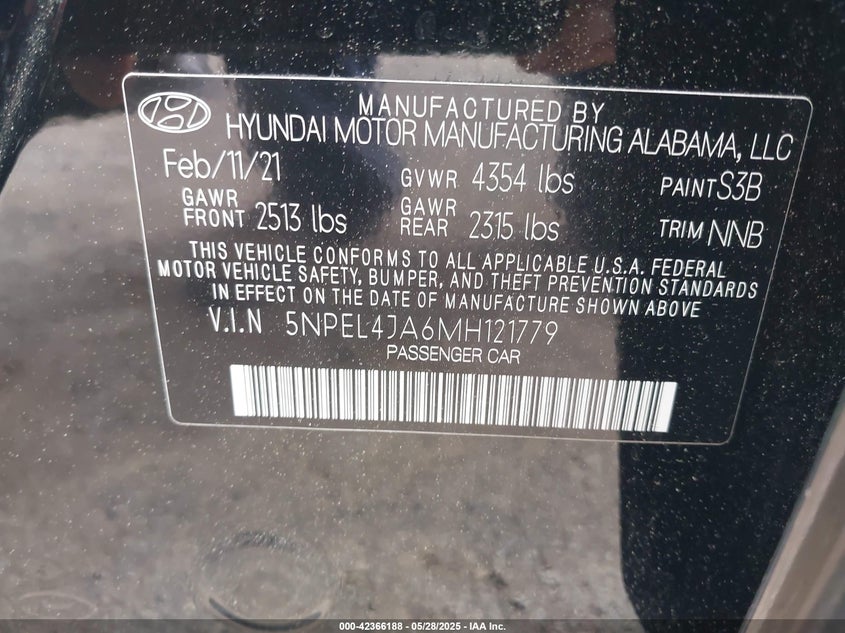 MANUFACTURED BY
HYUNDAI MOTOR MANUFACTURING ALABAMA, LLC
Feb/11/21 GVWR 4354 lbs PAINT S3B
GAWR FRONT 2513 lbs GAWR REAR 2315 lbs TRIM NNB
THIS VEHICLE CONFORMS TO ALL APPLICABLE U.S.A. FEDERAL
MOTOR VEHICLE SAFETY, BUMPER, AND THEFT PREVENTION STANDARDS
IN EFFECT ON THE DATE OF MANUFACTURE SHOWN ABOVE
V.I.N 5NPEL4JA6MH121779
PASSENGER CAR
000-42366188 - 05/28/2025 - IAA Inc.